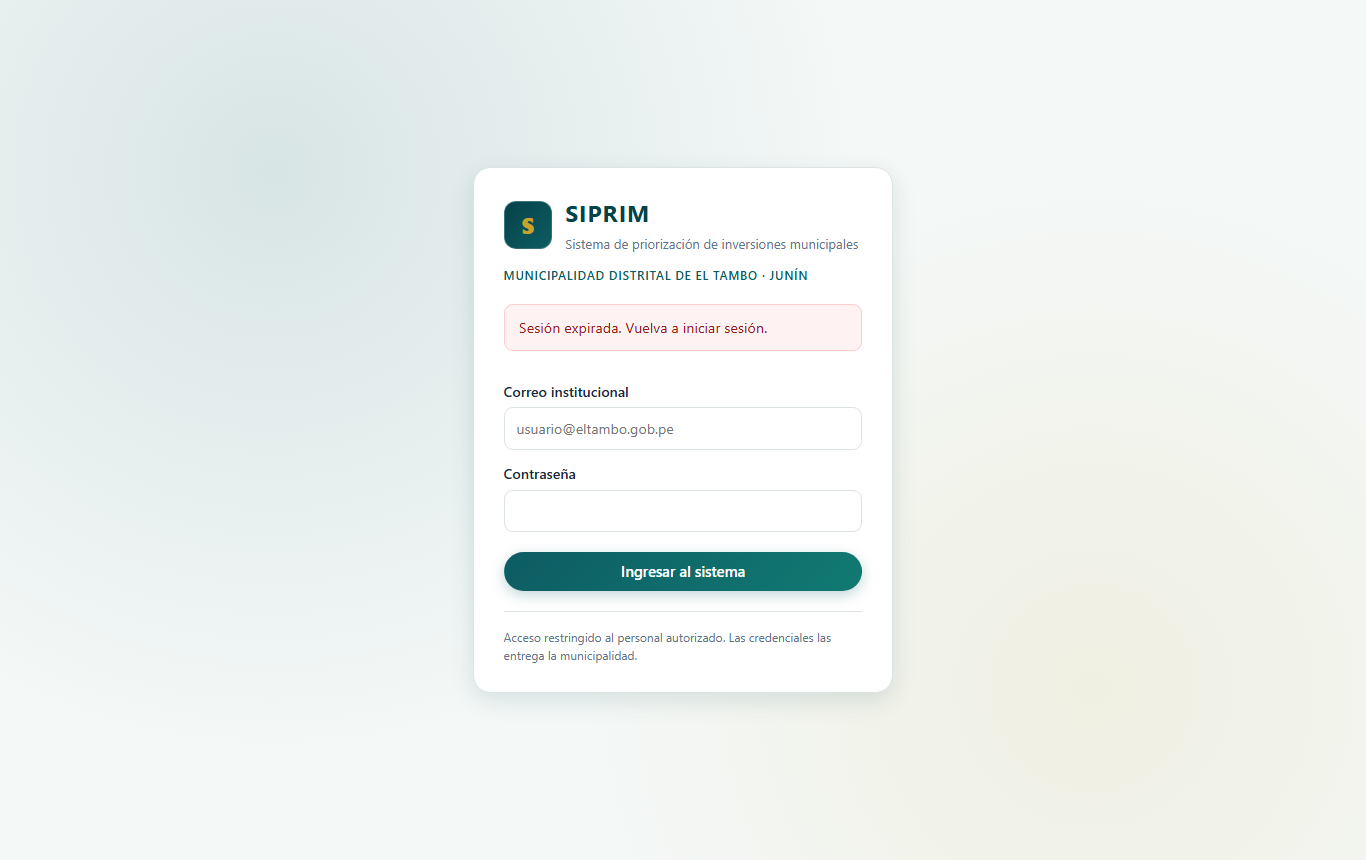 S
SIPRIM
Sistema de priorización de inversiones municipales
MUNICIPALIDAD DISTRITAL DE EL TAMBO · JUNÍN
Sesión expirada. Vuelva a iniciar sesión.
Correo institucional
usuario@eltambo.gob.pe
Contraseña
Ingresar al sistema
Acceso restringido al personal autorizado. Las credenciales las
entrega la municipalidad.